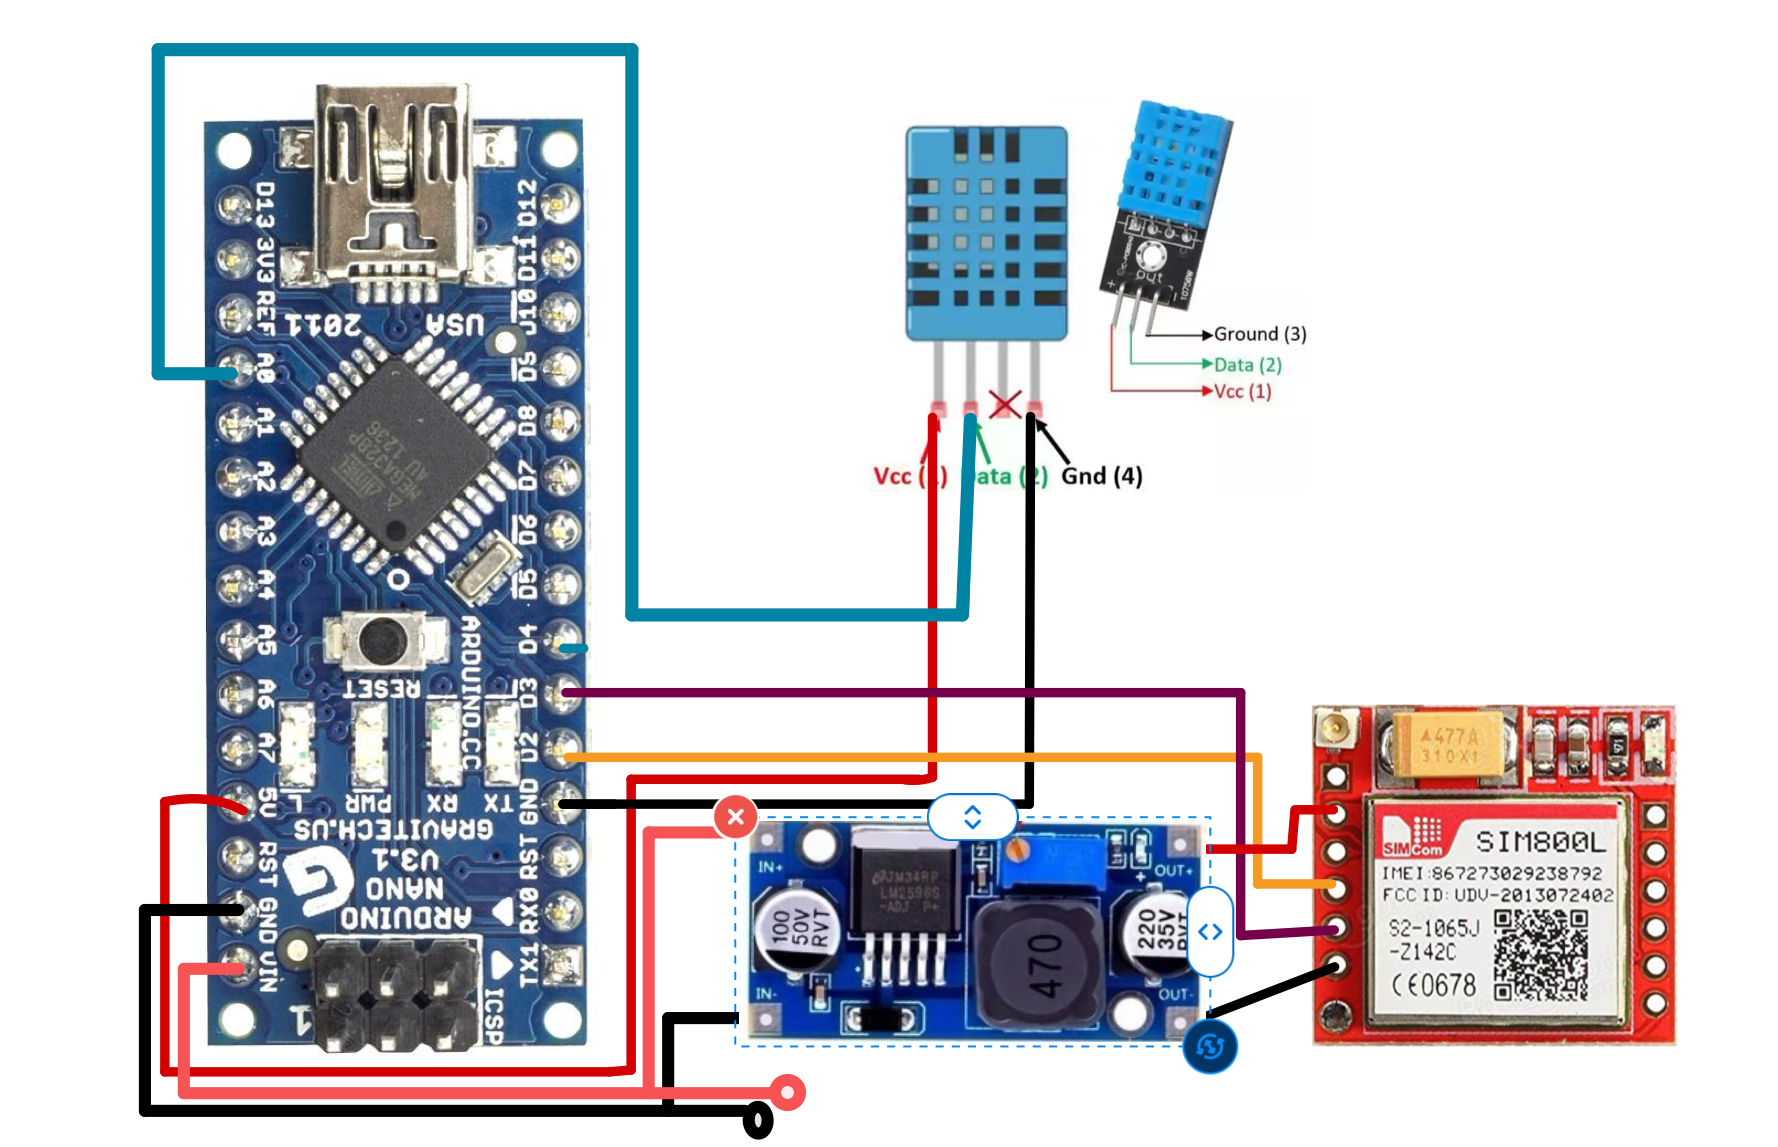 D13
3V3
REF
A0
A1
A2
A3
A4
A5
A6
A7
5V
RST
GND
VIN
D12
D11
D10
D9
D8
D7
D6
D5
D4
D3
D2
GND
RST
RX0
TX1
USA
2011
MEGA328P
AU 1236
RESET
ARDUINO.CC
TX
RX
PWR
L
GRAVITECH.US
V3.1
NANO
ARDUINO
ICSP
1
Vcc (1)
Data (2)
Gnd (4)
out
+
-
Ground (3)
Data (2)
Vcc (1)
IN+
IN-
100
50V
RVT
JM34RP
LM2596S
-ADJ P+
470
220
35V
RVT
+
OUT+
OUT-
477A
310X1
471
SIMCom
SIM800L
IMEI:867273029238792
FCC ID: UDV-2013072402
S2-1065J
-Z142C
CE0678